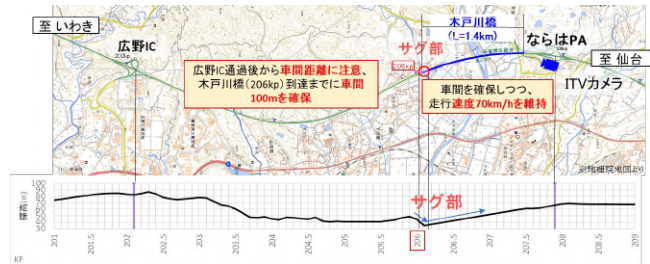 至 いわき
広野IC
202kp
木戸川橋
(L=1.4km)
ならはPA
至 仙台
サグ部
206kp
ITVカメラ
広野IC通過後から車間距離に注意、
木戸川橋(206kp)到達までに車間
100mを確保
車間を確保しつつ、
走行速度70km/hを維持
※地理院地図より
標高(m)
100
90
80
70
60
50
40
30
サグ部
201
201.5
202
202.5
203
203.5
204
204.5
205
205.5
206
206.5
207
207.5
208
208.5
209
KP